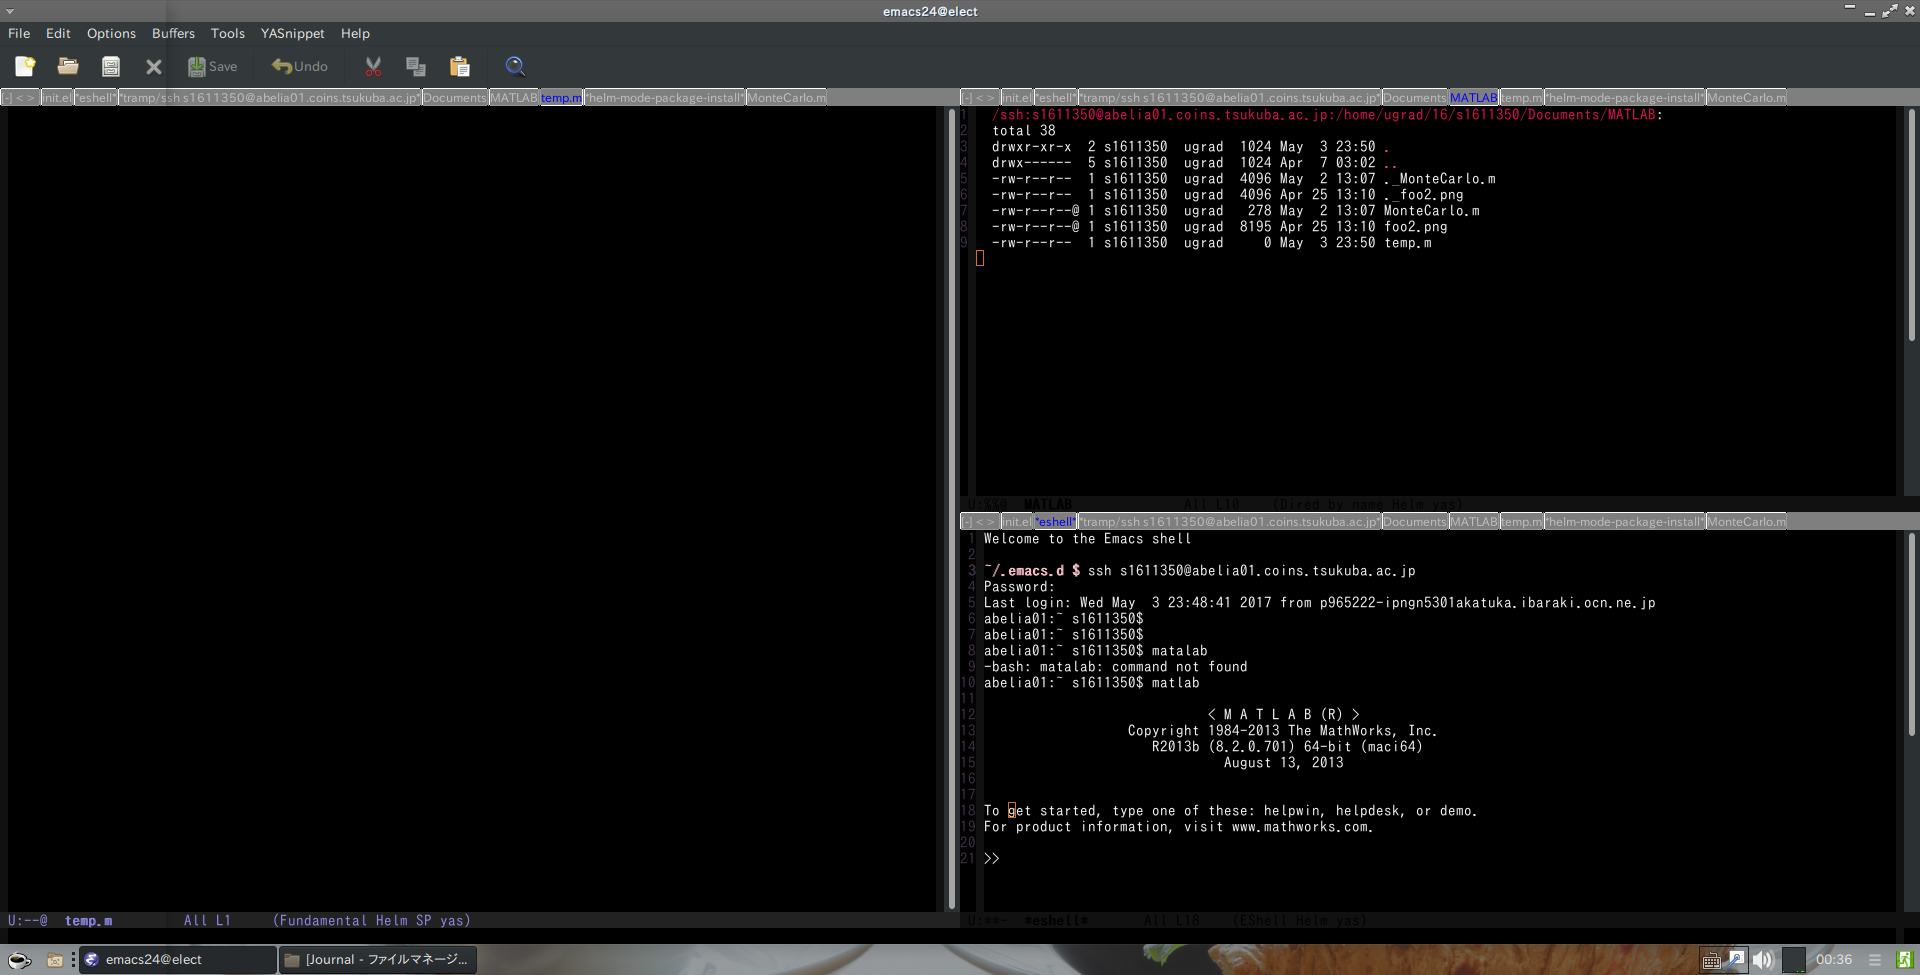 emacs24@elect
File Edit Options Buffers Tools YASnippet Help
Save Undo
[-] < > init.el *eshell* *tramp/ssh s1611350@abelia01.coins.tsukuba.ac.jp* Documents MATLAB temp.m *helm-mode-package-install* MonteCarlo.m
U:--@ temp.m All L1 (Fundamental Helm SP yas)
[-] < > init.el *eshell* *tramp/ssh s1611350@abelia01.coins.tsukuba.ac.jp* Documents MATLAB temp.m *helm-mode-package-install* MonteCarlo.m
1 /ssh:s1611350@abelia01.coins.tsukuba.ac.jp:/home/ugrad/16/s1611350/Documents/MATLAB:
2 total 38
3 drwxr-xr-x 2 s1611350 ugrad 1024 May 3 23:50 .
4 drwx------ 5 s1611350 ugrad 1024 Apr 7 03:02 ..
5 -rw-r--r-- 1 s1611350 ugrad 4096 May 2 13:07 ._MonteCarlo.m
6 -rw-r--r-- 1 s1611350 ugrad 4096 Apr 25 13:10 ._foo2.png
7 -rw-r--r--@ 1 s1611350 ugrad 278 May 2 13:07 MonteCarlo.m
8 -rw-r--r--@ 1 s1611350 ugrad 8195 Apr 25 13:10 foo2.png
9 -rw-r--r-- 1 s1611350 ugrad 0 May 3 23:50 temp.m
U:%%@ MATLAB All L10 (Dired by name Helm yas)
[-] < > init.el *eshell* *tramp/ssh s1611350@abelia01.coins.tsukuba.ac.jp* Documents MATLAB temp.m *helm-mode-package-install* MonteCarlo.m
1 Welcome to the Emacs shell
2
3 ~/.emacs.d $ ssh s1611350@abelia01.coins.tsukuba.ac.jp
4 Password:
5 Last login: Wed May 3 23:48:41 2017 from p965222-ipngn5301akatuka.ibaraki.ocn.ne.jp
6 abelia01:~ s1611350$
7 abelia01:~ s1611350$
8 abelia01:~ s1611350$ matalab
9 -bash: matalab: command not found
10 abelia01:~ s1611350$ matlab
11
12 < M A T L A B (R) >
13 Copyright 1984-2013 The MathWorks, Inc.
14 R2013b (8.2.0.701) 64-bit (maci64)
15 August 13, 2013
16
17
18 To get started, type one of these: helpwin, helpdesk, or demo.
19 For product information, visit www.mathworks.com.
20
21 >>
U:**- *eshell* All L18 (EShell Helm yas)
emacs24@elect [Journal - ファイルマネージ... 00:36